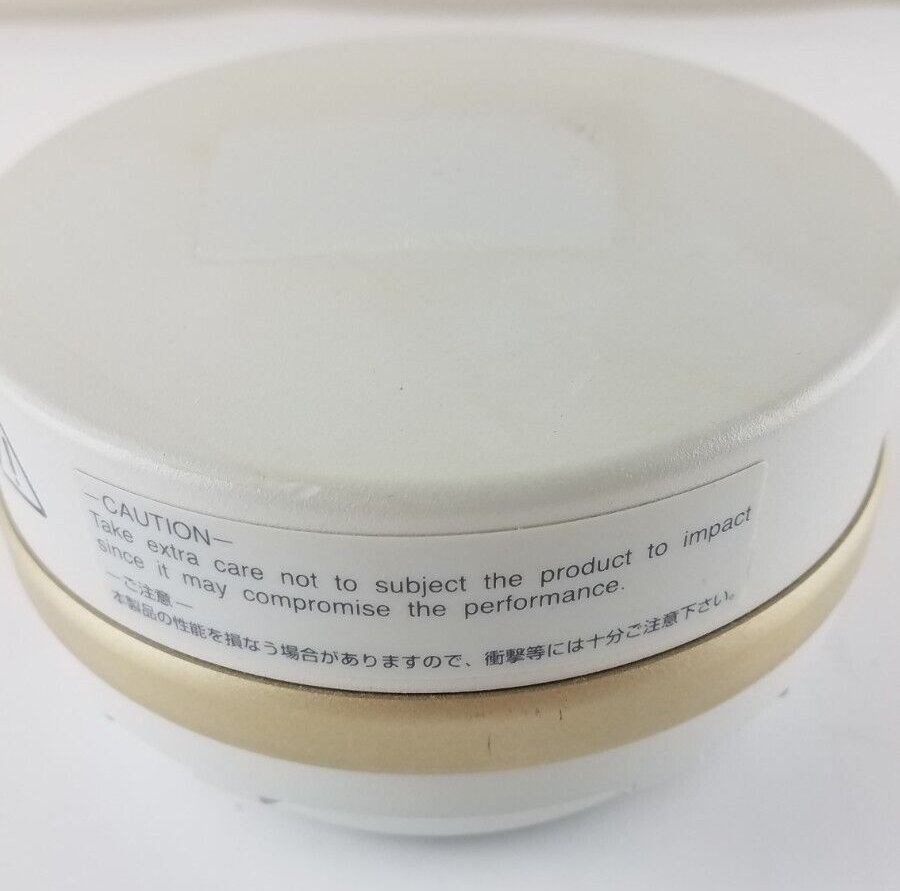 —CAUTION—
Take extra care not to subject the product to impact
since it may compromise the performance.
—ご注意—
本製品の性能を損なう場合がありますので、衝撃等には十分ご注意下さい。